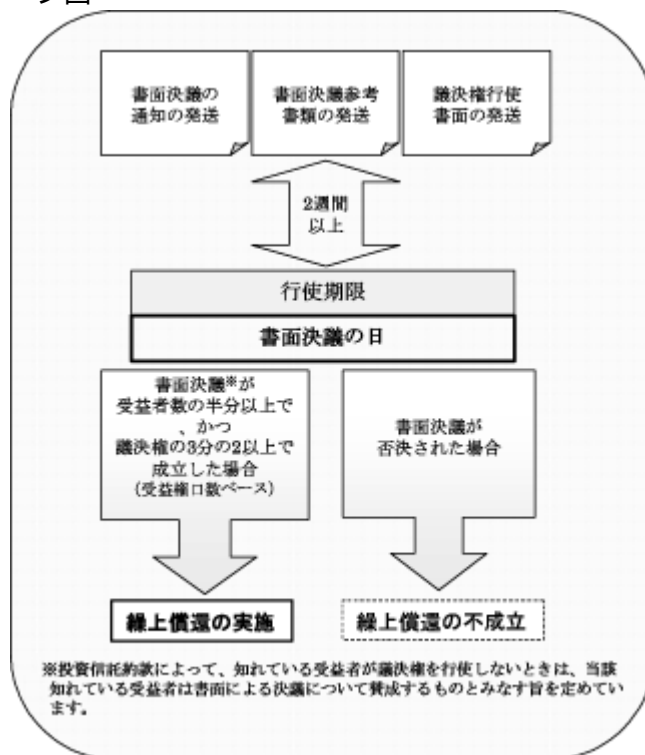 書面決議の
通知の発送
書面決議参考
書類の発送
議決権行使
書面の発送
2週間
以上
行使期限
書面決議の日
書面決議※が
受益者数の半分以上で
、かつ
議決権の3分の2以上で
成立した場合
(受益権口数ベース)
書面決議が
否決された場合
繰上償還の実施
繰上償還の不成立
※投資信託約款によって、知れている受益者が議決権を行使しないときは、当該
知れている受益者は書面による決議について賛成するものとみなす旨を定めてい
ます。